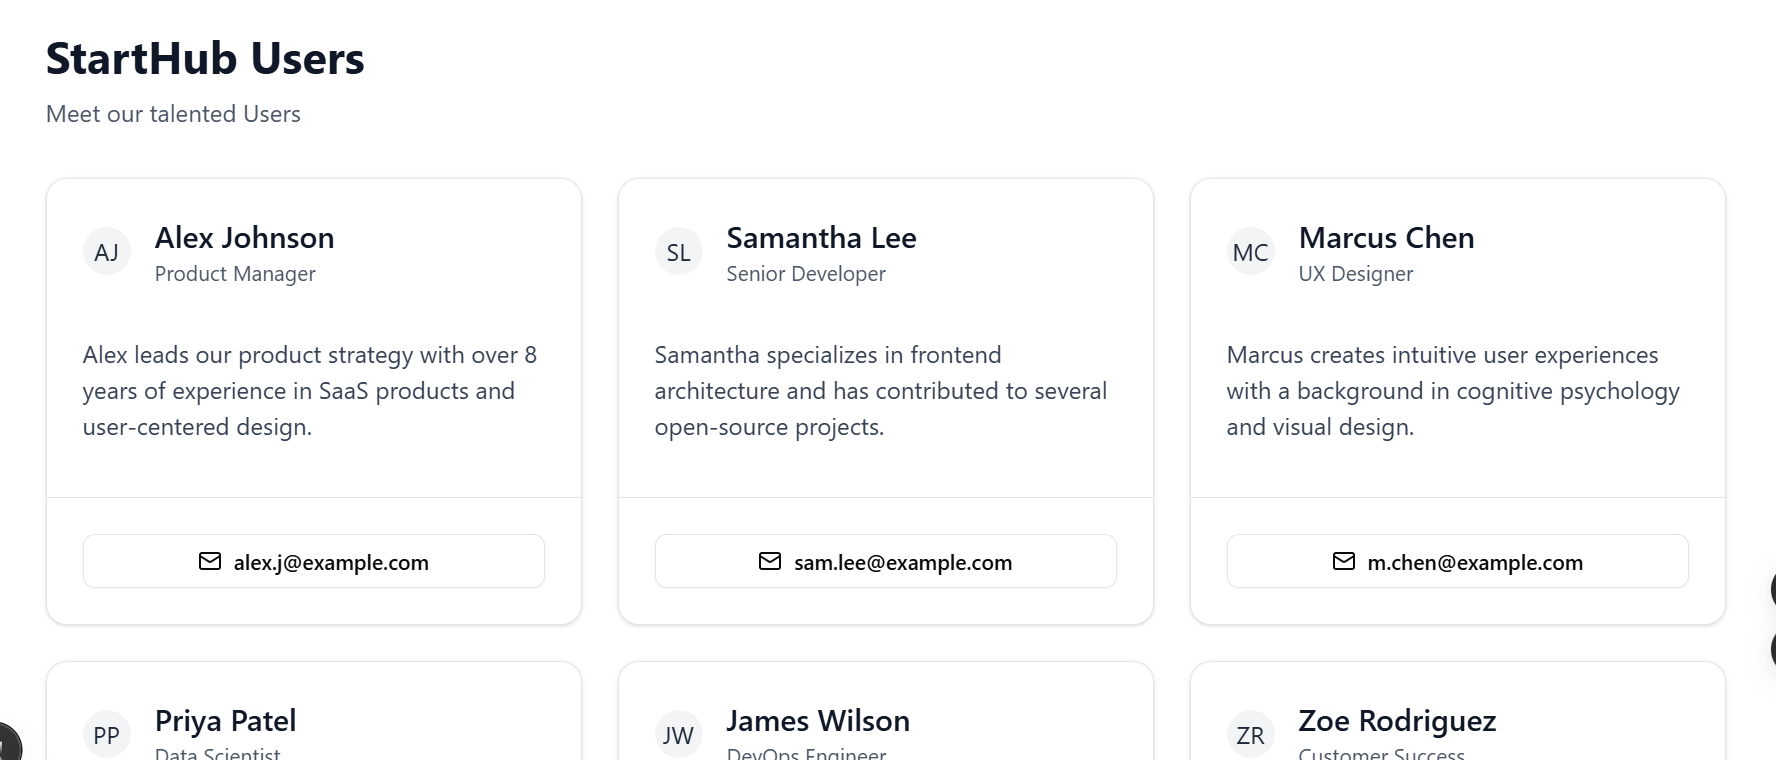 StartHub Users
Meet our talented Users
AJ
Alex Johnson
Product Manager
Alex leads our product strategy with over 8
years of experience in SaaS products and
user-centered design.
alex.j@example.com
SL
Samantha Lee
Senior Developer
Samantha specializes in frontend
architecture and has contributed to several
open-source projects.
sam.lee@example.com
MC
Marcus Chen
UX Designer
Marcus creates intuitive user experiences
with a background in cognitive psychology
and visual design.
m.chen@example.com
PP
Priya Patel
Data Scientist
JW
James Wilson
DevOps Engineer
ZR
Zoe Rodriguez
Customer Success